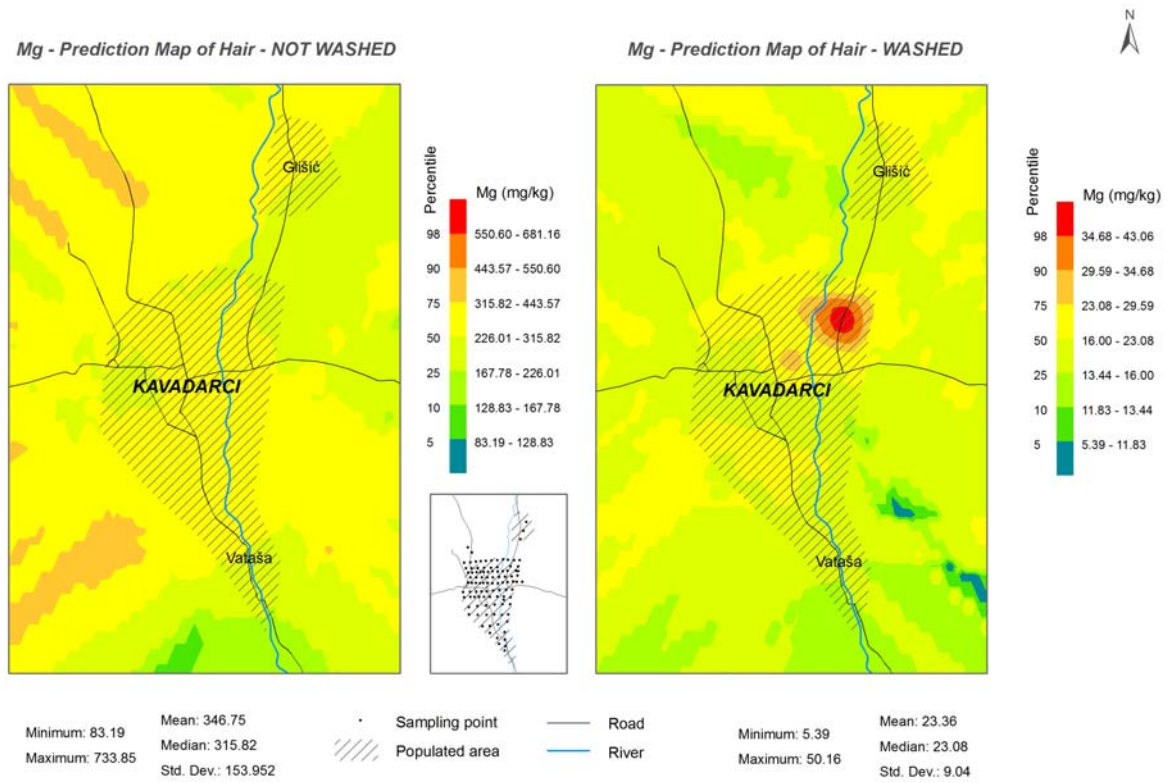 N
Mg - Prediction Map of Hair - NOT WASHED
Mg - Prediction Map of Hair - WASHED
Glišić
KAVADARCI
Vataša
Percentile
Mg (mg/kg)
98
550.60 - 681.16
90
443.57 - 550.60
75
315.82 - 443.57
50
226.01 - 315.82
25
167.78 - 226.01
10
128.83 - 167.78
5
83.19 - 128.83
Glišić
KAVADARCI
Vataša
Percentile
Mg (mg/kg)
98
34.68 - 43.06
90
29.59 - 34.68
75
23.08 - 29.59
50
16.00 - 23.08
25
13.44 - 16.00
10
11.83 - 13.44
5
5.39 - 11.83
Minimum: 83.19
Maximum: 733.85
Mean: 346.75
Median: 315.82
Std. Dev.: 153.952
Sampling point
Populated area
Road
River
Minimum: 5.39
Maximum: 50.16
Mean: 23.36
Median: 23.08
Std. Dev.: 9.04